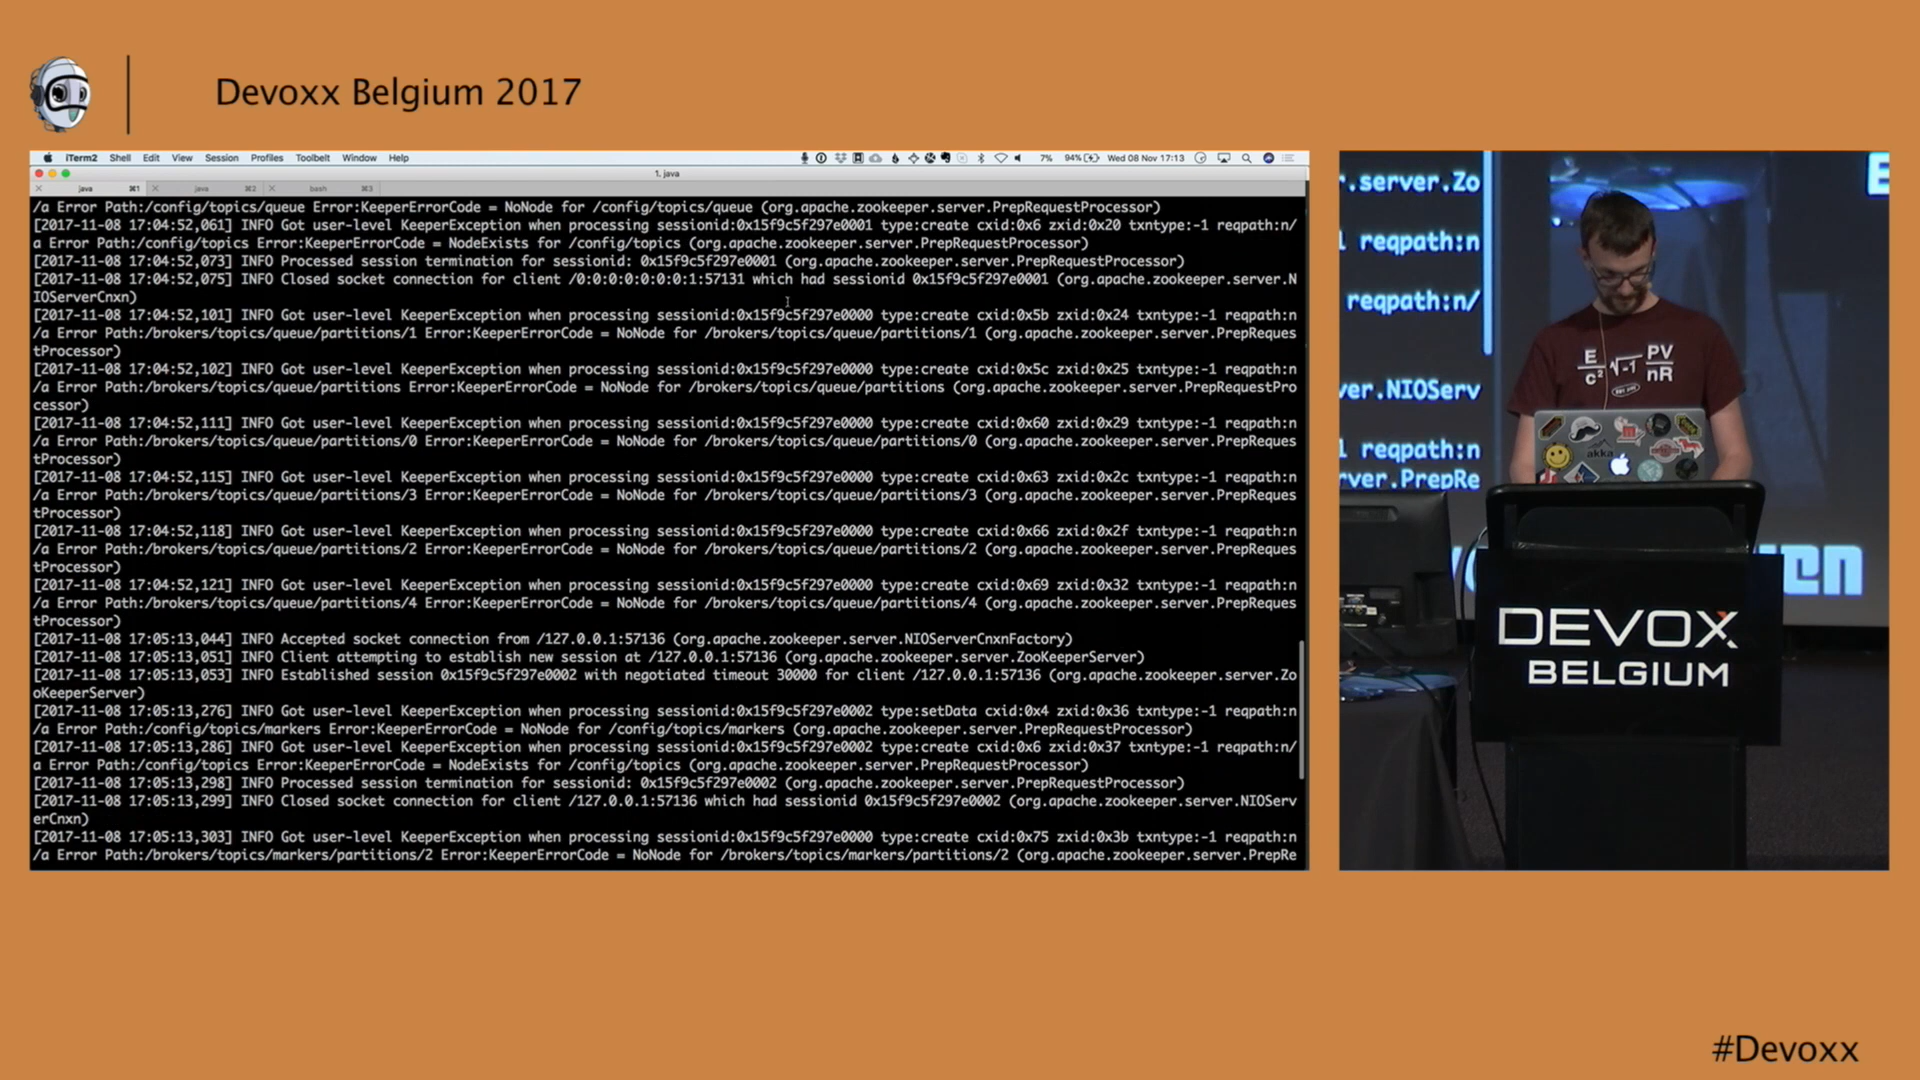 Devoxx Belgium 2017
iTerm2 Shell Edit View Session Profiles Toolbelt Window Help 7% 94% Wed 08 Nov 17:13
1. java
java ⌘1 java ⌘2 bash ⌘3
/a Error Path:/config/topics/queue Error:KeeperErrorCode = NoNode for /config/topics/queue (org.apache.zookeeper.server.PrepRequestProcessor)
[2017-11-08 17:04:52,061] INFO Got user-level KeeperException when processing sessionid:0x15f9c5f297e0001 type:create cxid:0x6 zxid:0x20 txntype:-1 reqpath:n/
a Error Path:/config/topics Error:KeeperErrorCode = NodeExists for /config/topics (org.apache.zookeeper.server.PrepRequestProcessor)
[2017-11-08 17:04:52,073] INFO Processed session termination for sessionid: 0x15f9c5f297e0001 (org.apache.zookeeper.server.PrepRequestProcessor)
[2017-11-08 17:04:52,075] INFO Closed socket connection for client /0:0:0:0:0:0:0:1:57131 which had sessionid 0x15f9c5f297e0001 (org.apache.zookeeper.server.N
IOServerCnxn)
[2017-11-08 17:04:52,101] INFO Got user-level KeeperException when processing sessionid:0x15f9c5f297e0000 type:create cxid:0x5b zxid:0x24 txntype:-1 reqpath:n
/a Error Path:/brokers/topics/queue/partitions/1 Error:KeeperErrorCode = NoNode for /brokers/topics/queue/partitions/1 (org.apache.zookeeper.server.PrepReques
tProcessor)
[2017-11-08 17:04:52,102] INFO Got user-level KeeperException when processing sessionid:0x15f9c5f297e0000 type:create cxid:0x5c zxid:0x25 txntype:-1 reqpath:n
/a Error Path:/brokers/topics/queue/partitions Error:KeeperErrorCode = NoNode for /brokers/topics/queue/partitions (org.apache.zookeeper.server.PrepRequestPro
cessor)
[2017-11-08 17:04:52,111] INFO Got user-level KeeperException when processing sessionid:0x15f9c5f297e0000 type:create cxid:0x60 zxid:0x29 txntype:-1 reqpath:n
/a Error Path:/brokers/topics/queue/partitions/0 Error:KeeperErrorCode = NoNode for /brokers/topics/queue/partitions/0 (org.apache.zookeeper.server.PrepReques
tProcessor)
[2017-11-08 17:04:52,115] INFO Got user-level KeeperException when processing sessionid:0x15f9c5f297e0000 type:create cxid:0x63 zxid:0x2c txntype:-1 reqpath:n
/a Error Path:/brokers/topics/queue/partitions/3 Error:KeeperErrorCode = NoNode for /brokers/topics/queue/partitions/3 (org.apache.zookeeper.server.PrepReques
tProcessor)
[2017-11-08 17:04:52,118] INFO Got user-level KeeperException when processing sessionid:0x15f9c5f297e0000 type:create cxid:0x66 zxid:0x2f txntype:-1 reqpath:n
/a Error Path:/brokers/topics/queue/partitions/2 Error:KeeperErrorCode = NoNode for /brokers/topics/queue/partitions/2 (org.apache.zookeeper.server.PrepReques
tProcessor)
[2017-11-08 17:04:52,121] INFO Got user-level KeeperException when processing sessionid:0x15f9c5f297e0000 type:create cxid:0x69 zxid:0x32 txntype:-1 reqpath:n
/a Error Path:/brokers/topics/queue/partitions/4 Error:KeeperErrorCode = NoNode for /brokers/topics/queue/partitions/4 (org.apache.zookeeper.server.PrepReques
tProcessor)
[2017-11-08 17:05:13,044] INFO Accepted socket connection from /127.0.0.1:57136 (org.apache.zookeeper.server.NIOServerCnxnFactory)
[2017-11-08 17:05:13,051] INFO Client attempting to establish new session at /127.0.0.1:57136 (org.apache.zookeeper.server.ZooKeeperServer)
[2017-11-08 17:05:13,053] INFO Established session 0x15f9c5f297e0002 with negotiated timeout 30000 for client /127.0.0.1:57136 (org.apache.zookeeper.server.Zo
oKeeperServer)
[2017-11-08 17:05:13,276] INFO Got user-level KeeperException when processing sessionid:0x15f9c5f297e0002 type:setData cxid:0x4 zxid:0x36 txntype:-1 reqpath:n
/a Error Path:/config/topics/markers Error:KeeperErrorCode = NoNode for /config/topics/markers (org.apache.zookeeper.server.PrepRequestProcessor)
[2017-11-08 17:05:13,286] INFO Got user-level KeeperException when processing sessionid:0x15f9c5f297e0002 type:create cxid:0x6 zxid:0x37 txntype:-1 reqpath:n/
a Error Path:/config/topics Error:KeeperErrorCode = NodeExists for /config/topics (org.apache.zookeeper.server.PrepRequestProcessor)
[2017-11-08 17:05:13,298] INFO Processed session termination for sessionid: 0x15f9c5f297e0002 (org.apache.zookeeper.server.PrepRequestProcessor)
[2017-11-08 17:05:13,299] INFO Closed socket connection for client /127.0.0.1:57136 which had sessionid 0x15f9c5f297e0002 (org.apache.zookeeper.server.NIOServ
erCnxn)
[2017-11-08 17:05:13,303] INFO Got user-level KeeperException when processing sessionid:0x15f9c5f297e0000 type:create cxid:0x75 zxid:0x3b txntype:-1 reqpath:n
/a Error Path:/brokers/topics/markers/partitions/2 Error:KeeperErrorCode = NoNode for /brokers/topics/markers/partitions/2 (org.apache.zookeeper.server.PrepRe
.server.Zo
1 reqpath:n
reqpath:n/
ver.NIOServ
1 reqpath:n
rver.PrepRe
E PV
c² √-1 nR
akka
DEVOXX
BELGIUM
#Devoxx